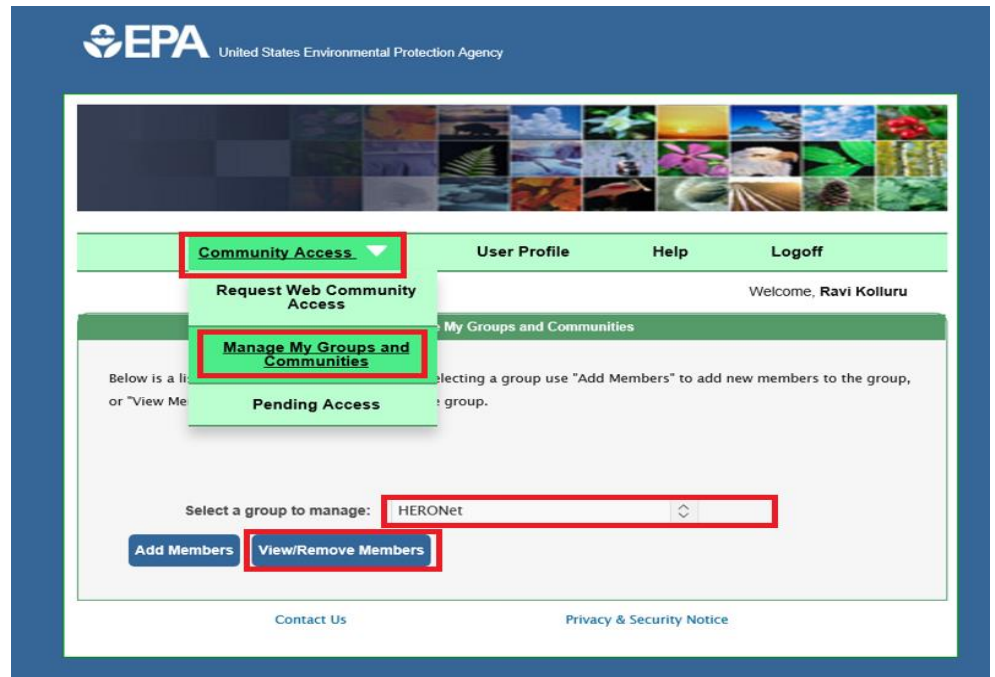 EPA United States Environmental Protection Agency
Community Access User Profile Help Logoff
Request Web Community
Access
Welcome, Ravi Kolluru
My Groups and Communities
Manage My Groups and
Communities
Below is a electing a group use "Add Members" to add new members to the group,
or "View group.
Pending Access
Select a group to manage: HERONet
Add Members View/Remove Members
Contact Us Privacy & Security Notice